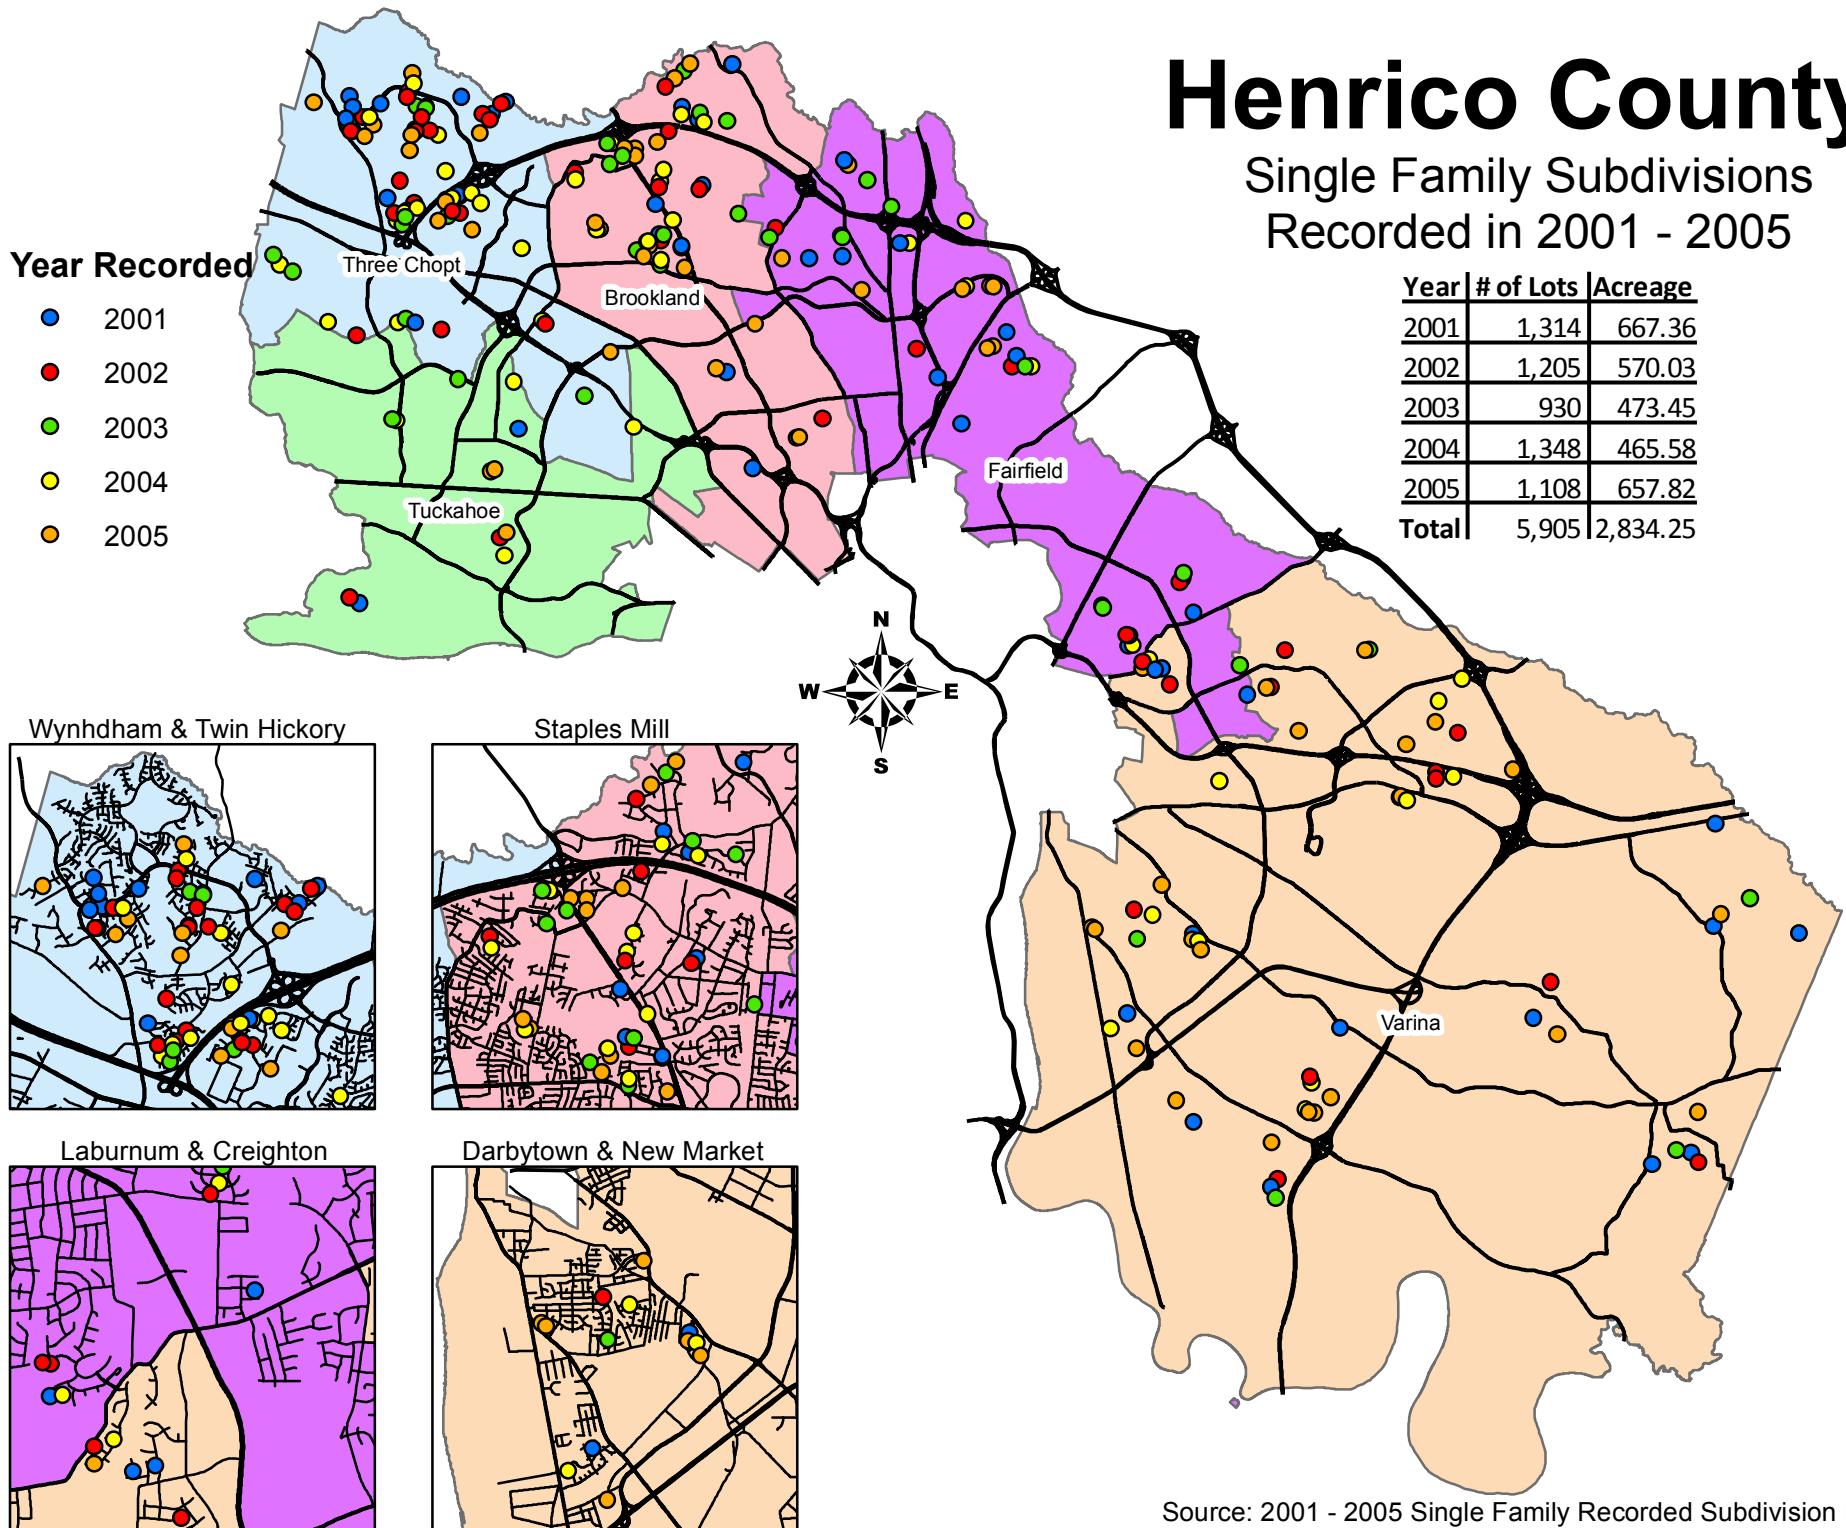 Henrico County
Single Family Subdivisions
Recorded in 2001 - 2005
Year # of Lots Acreage
2001 1,314 667.36
2002 1,205 570.03
2003 930 473.45
2004 1,348 465.58
2005 1,108 657.82
Total 5,905 2,834.25
Year Recorded
2001
2002
2003
2004
2005
Three Chopt
Brookland
Fairfield
Tuckahoe
Varina
N
W E
S
Wynhdham & Twin Hickory
Staples Mill
Laburnum & Creighton
Darbytown & New Market
Source: 2001 - 2005 Single Family Recorded Subdivision